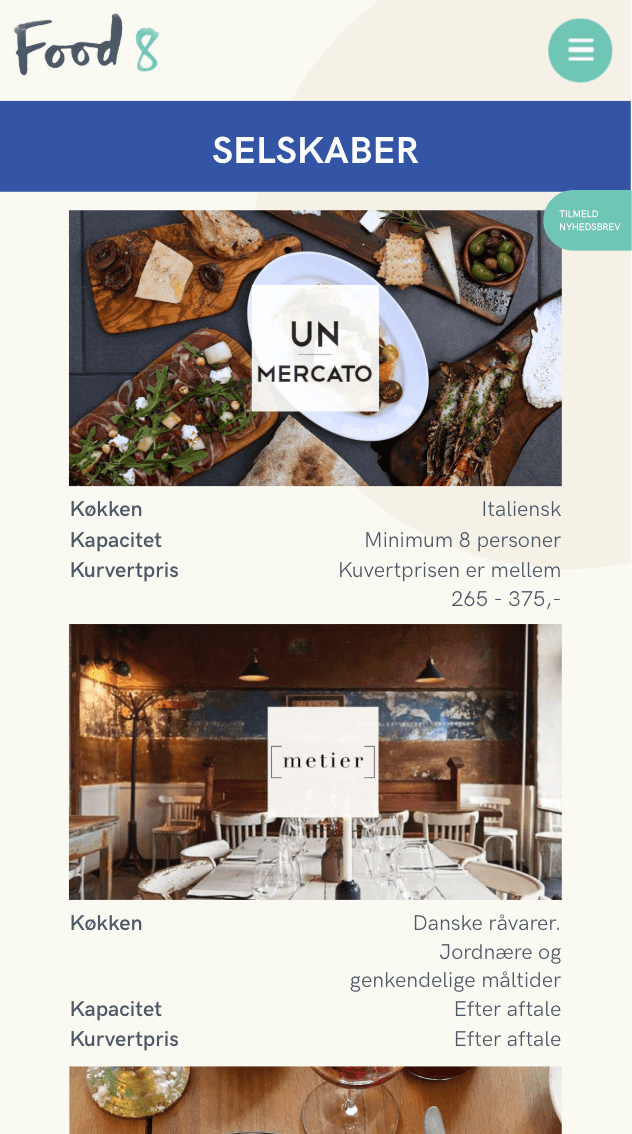 Food 8
SELSKABER
TILMELD
NYHEDSBREV
UN
MERCATO
Køkken Italiensk
Kapacitet Minimum 8 personer
Kurvertpris Kuvertprisen er mellem
265 - 375,-
[metier]
Køkken Danske råvarer.
Jordnære og
genkendelige måltider
Kapacitet Efter aftale
Kurvertpris Efter aftale